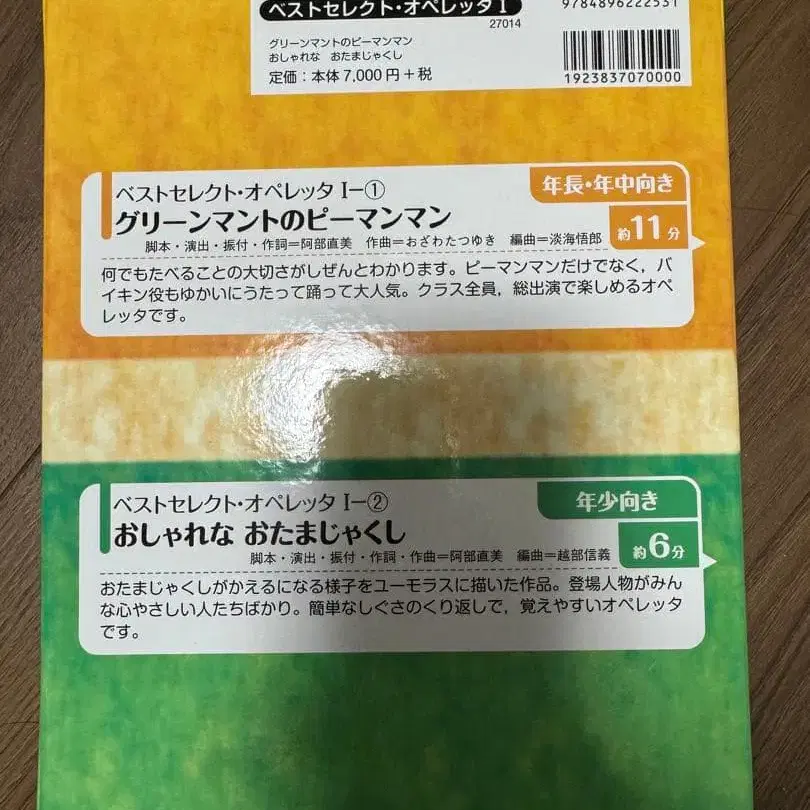 ベストセレクト・オペレッタ I
27014
グリーンマントのピーマンマン
おしゃれな おたまじゃくし
定価：本体7,000円＋税
9784896222531
1923837070000
ベストセレクト・オペレッタ I－①
年長・年中向き
グリーンマントのピーマンマン
約11分
脚本・演出・振付・作詞＝阿部直美 作曲＝おざわたつゆき 編曲＝淡海悟郎
何でもたべることの大切さがしぜんとわかります。ピーマンマンだけでなく，バ
イキン役もゆかいにうたって踊って大人気。クラス全員，総出演で楽しめるオペ
レッタです。
ベストセレクト・オペレッタ I－②
年少向き
おしゃれな おたまじゃくし
約6分
脚本・演出・振付・作詞・作曲＝阿部直美 編曲＝越部信義
おたまじゃくしがかえるになる様子をユーモラスに描いた作品。登場人物がみん
な心やさしい人たちばかり。簡単なしぐさのくり返しで，覚えやすいオペレッタ
です。